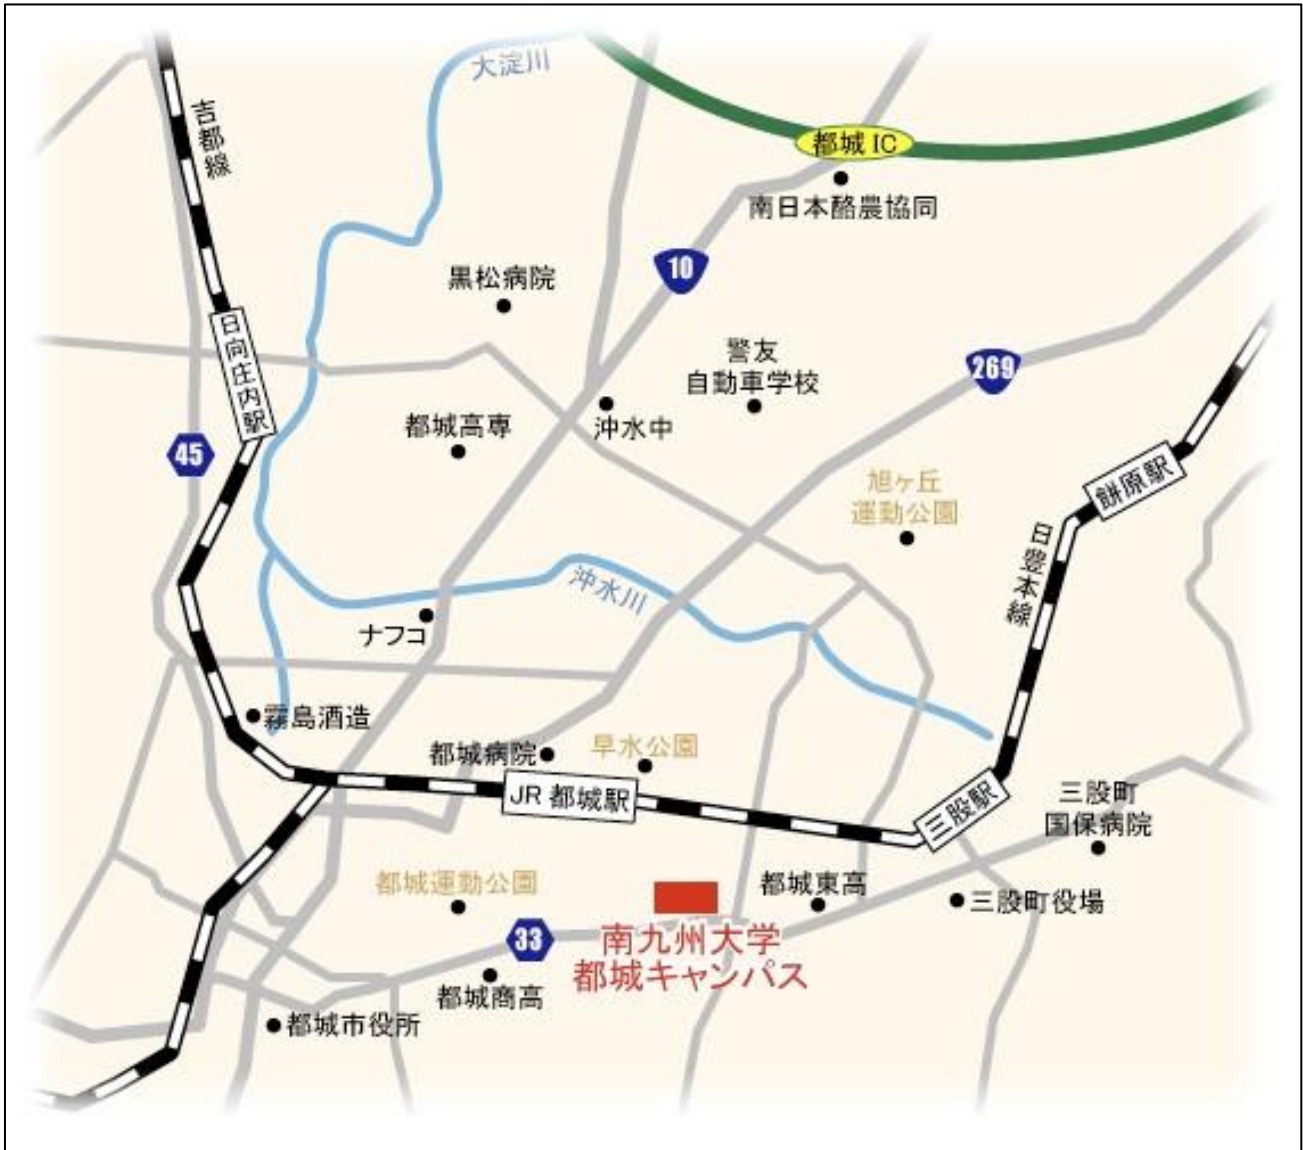 大淀川
吉都線
都城 IC
南日本酪農協同
10
黒松病院
日向庄内駅
警友
自動車学校
269
都城高専
沖水中
45
餅原駅
旭ヶ丘
運動公園
日豊本線
沖水川
ナフコ
霧島酒造
都城病院
早水公園
JR 都城駅
三股駅
三股町
国保病院
都城運動公園
都城東高
三股町役場
33
南九州大学
都城キャンパス
都城商高
都城市役所